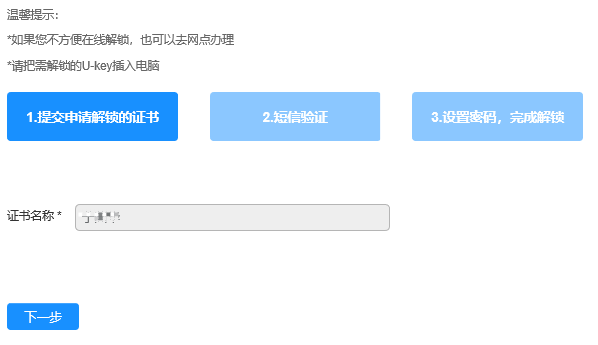 温馨提示：
*如果您不方便在线解锁，也可以去网点办理
*请把需解锁的U-key插入电脑
1.提交申请解锁的证书
2.短信验证
3.设置密码，完成解锁
证书名称 *
下一步